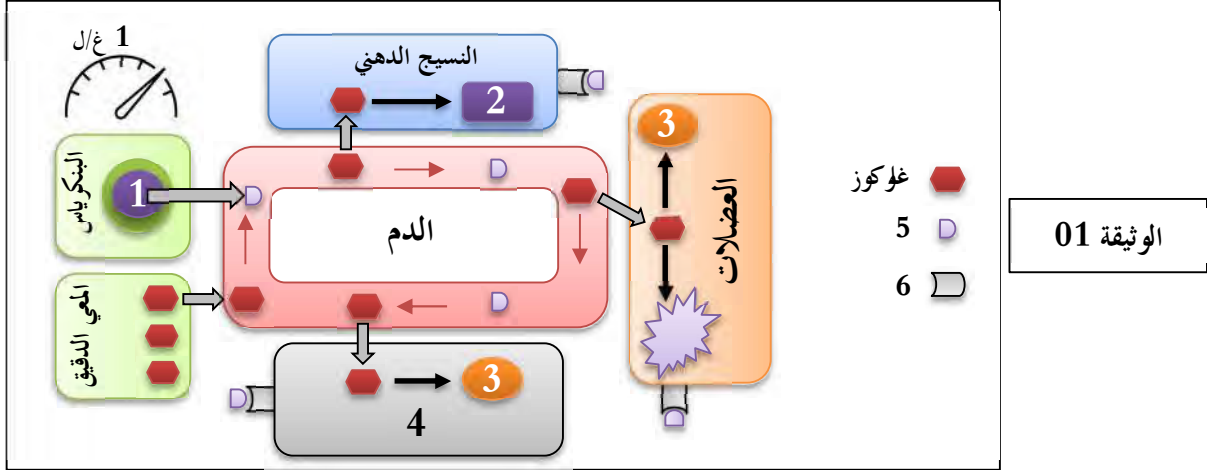 1 غ/ل
النسيج الدهني
2
3
البنكرياس
1
العضلات
غلوكوز
الدم
5
الوثيقة 01
6
المعي الدقيق
3
4